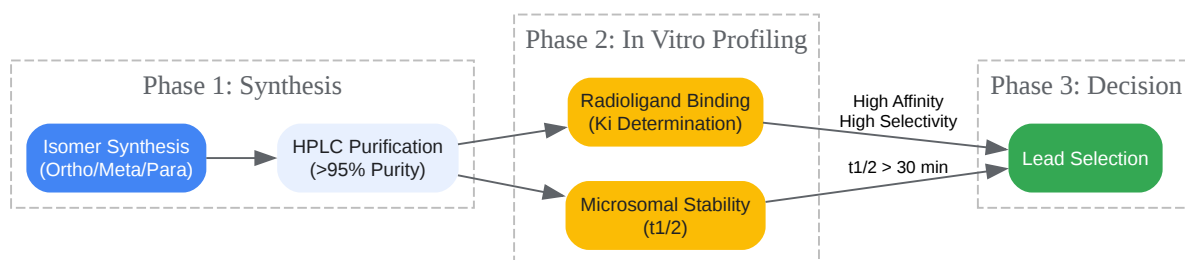 Phase 1: Synthesis
Isomer Synthesis
(Ortho/Meta/Para)
HPLC Purification
(>95% Purity)
Phase 2: In Vitro Profiling
Radioligand Binding
(Ki Determination)
Microsomal Stability
(t1/2)
High Affinity
High Selectivity
t1/2 > 30 min
Phase 3: Decision
Lead Selection